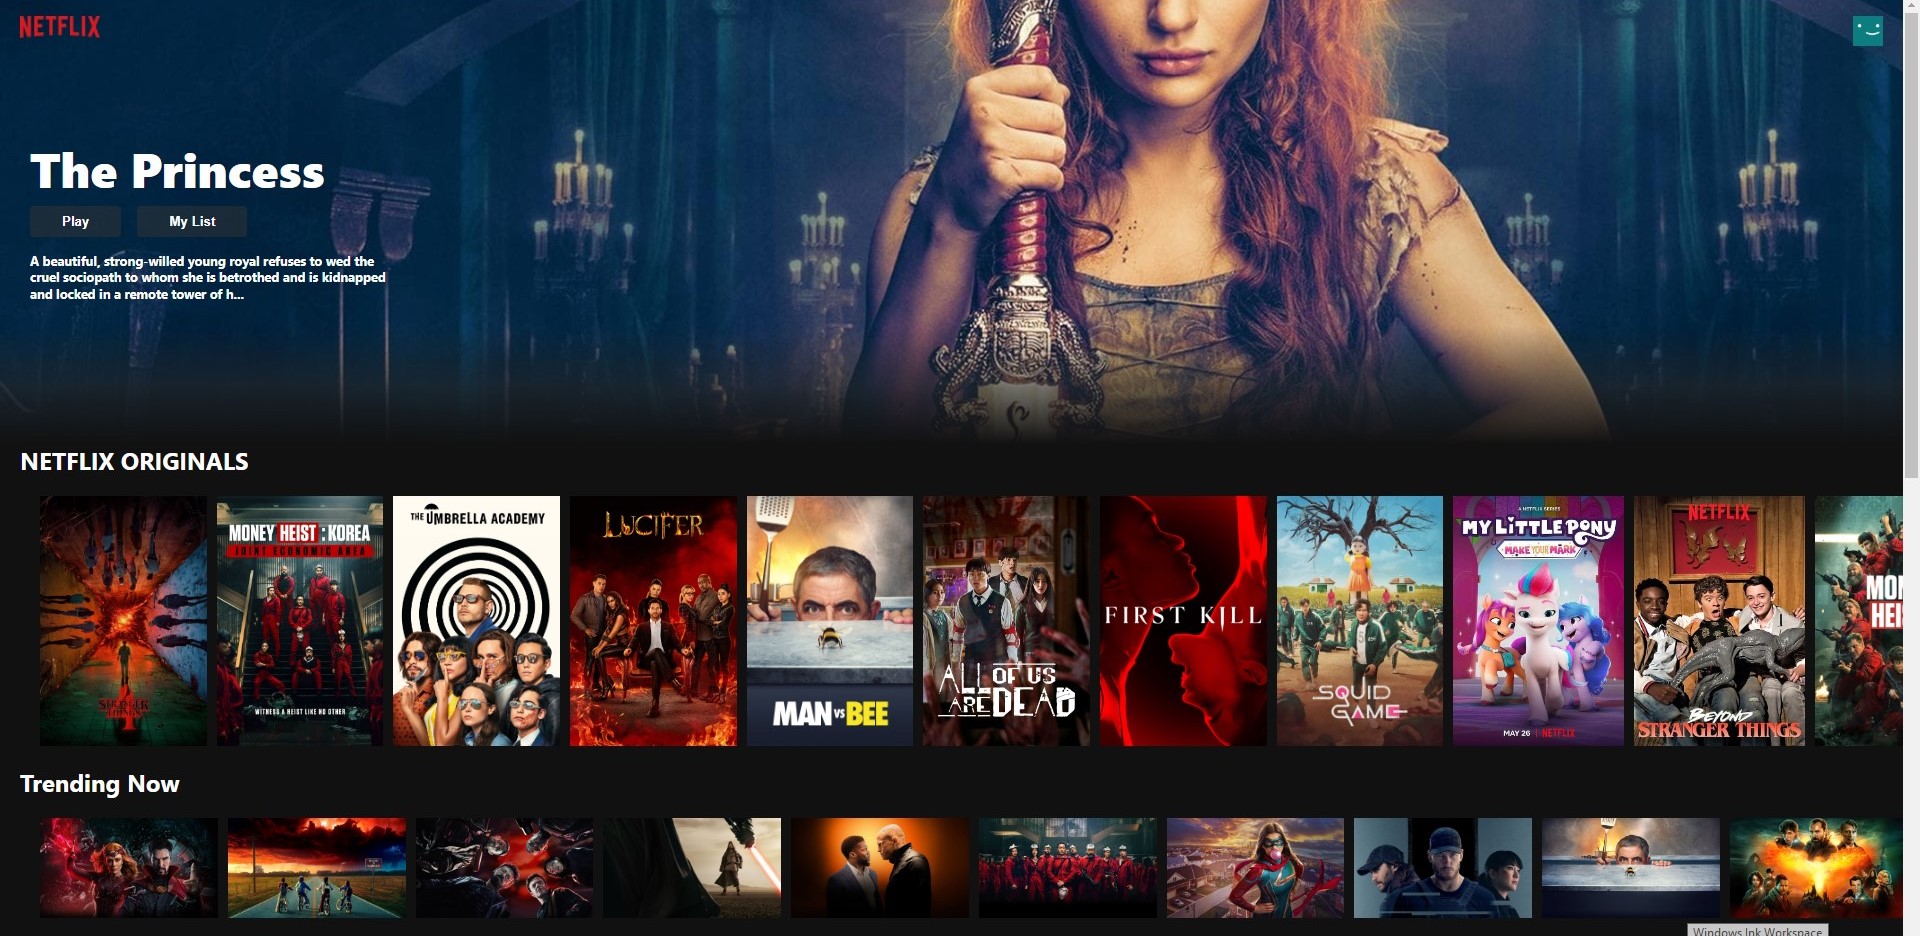 NETFLIX
The Princess
Play
My List
A beautiful, strong-willed young royal refuses to wed the
cruel sociopath to whom she is betrothed and is kidnapped
and locked in a remote tower of h...
NETFLIX ORIGINALS
STRANGER
THINGS
MONEY HEIST : KOREA
JOINT ECONOMIC AREA
WITNESS A HEIST LIKE NO OTHER
THE UMBRELLA ACADEMY
LUCIFER
MAN VS BEE
ALL OF US
ARE DEAD
FIRST KILL
SQUID
GAME
A NETFLIX SERIES
MY LITTLE PONY
MAKE YOUR MARK
MAY 26 | NETFLIX
NETFLIX
BEYOND
STRANGER THINGS
MON
HEIS
Trending Now
Windows Ink Workspace